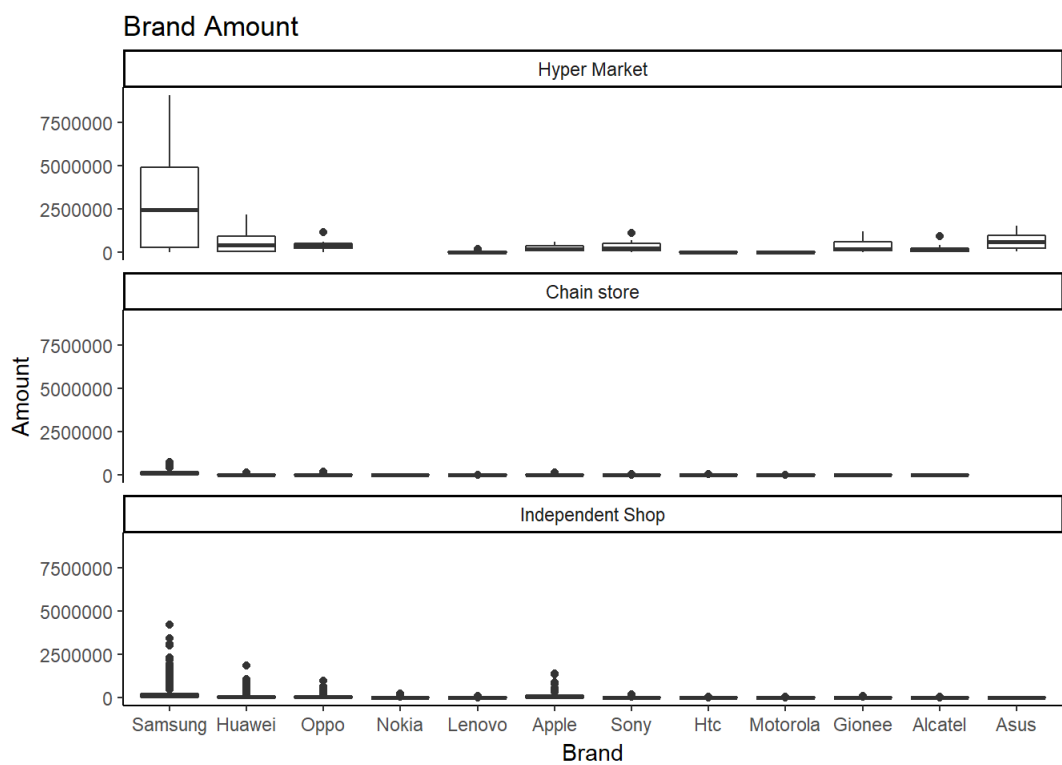 Brand Amount
Hyper Market
7500000
5000000
2500000
0
Chain store
7500000
5000000
2500000
0
Independent Shop
7500000
5000000
2500000
0
Amount
Samsung Huawei Oppo Nokia Lenovo Apple Sony Htc Motorola Gionee Alcatel Asus
Brand